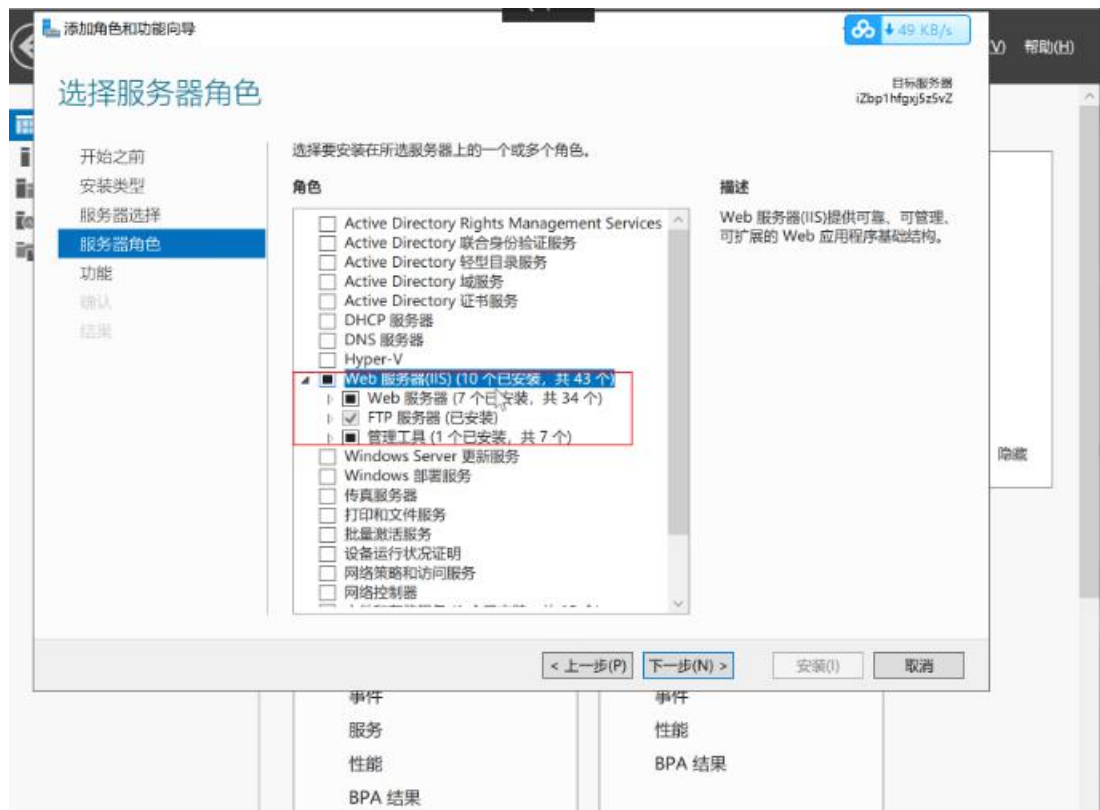 添加角色和功能向导
49 KB/s
(V)
帮助(H)
选择服务器角色
目标服务器
iZbp1hfgxj5z5vZ
开始之前
安装类型
服务器选择
服务器角色
功能
确认
结果
选择要安装在所选服务器上的一个或多个角色。
角色
Active Directory Rights Management Services
Active Directory 联合身份验证服务
Active Directory 轻型目录服务
Active Directory 域服务
Active Directory 证书服务
DHCP 服务器
DNS 服务器
Hyper-V
Web 服务器(IIS) (10 个已安装，共 43 个)
Web 服务器 (7 个已安装，共 34 个)
FTP 服务器 (已安装)
管理工具 (1 个已安装，共 7 个)
Windows Server 更新服务
Windows 部署服务
传真服务器
打印和文件服务
批量激活服务
设备运行状况证明
网络策略和访问服务
网络控制器
描述
Web 服务器(IIS)提供可靠、可管理、
可扩展的 Web 应用程序基础结构。
隐藏
< 上一步(P)
下一步(N) >
安装(I)
取消
事件
服务
性能
BPA 结果
事件
性能
BPA 结果